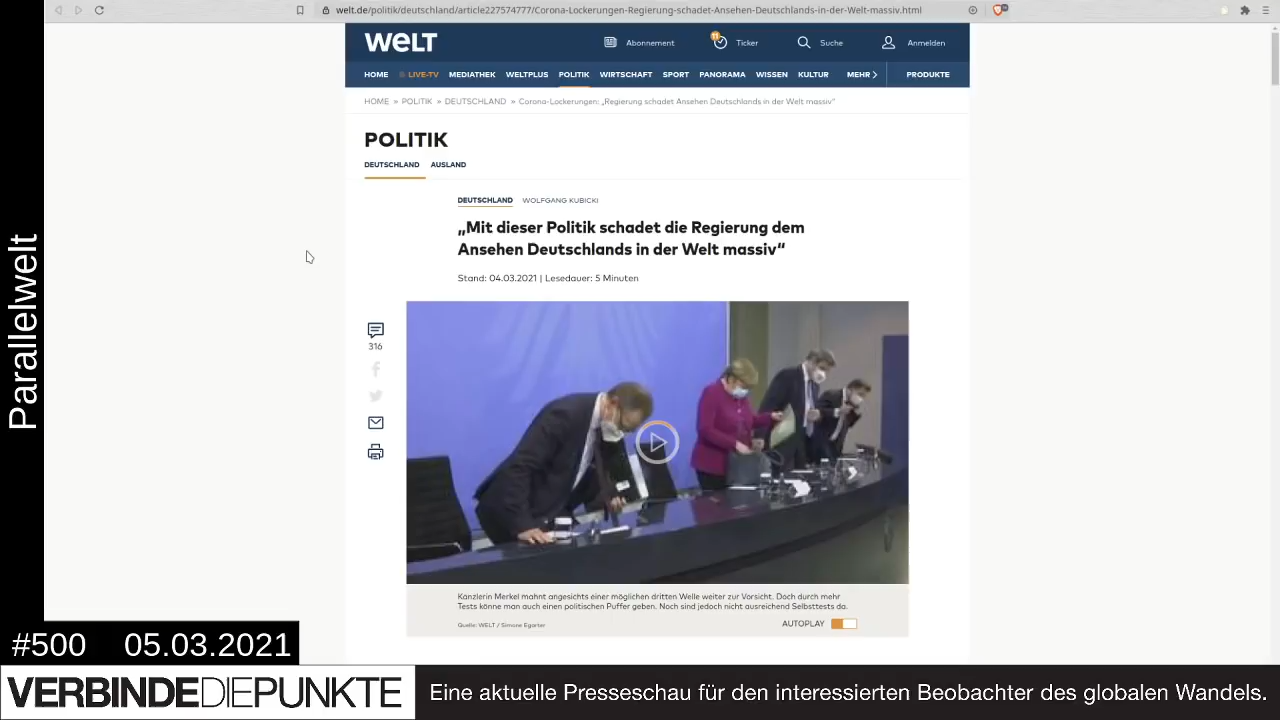 welt.de/article224574777/Corona-Lockerungen-Regierung-schadet-Ansehen-Deutschlands-in-der-Welt-massiv.html
WELT
Abonnement
11
Ticker
Suche
Anmelden
HOME
LIVE-TV
MEDIATHEK
WELTPLUS
POLITIK
WIRTSCHAFT
SPORT
PANORAMA
WISSEN
KULTUR
MEHR
PRODUKTE
HOME » POLITIK » DEUTSCHLAND » Corona-Lockerungen: „Regierung schadet Ansehen Deutschlands in der Welt massiv“
POLITIK
DEUTSCHLAND AUSLAND
DEUTSCHLAND WOLFGANG KUBICKI
„Mit dieser Politik schadet die Regierung dem
Ansehen Deutschlands in der Welt massiv“
Stand: 04.03.2021 | Lesedauer: 5 Minuten
316
Kanzlerin Merkel mahnt angesichts einer möglichen dritten Welle weiter zur Vorsicht. Doch durch mehr
Tests könne man auch einen politischen Puffer geben. Noch sind jedoch nicht ausreichend Selbsttests da.
Quelle: WELT / Simone Egarter
AUTOPLAY
Parallelwelt
#500 05.03.2021
VERBINDEDIEPUNKTE
Eine aktuelle Presseschau für den interessierten Beobachter des globalen Wandels.